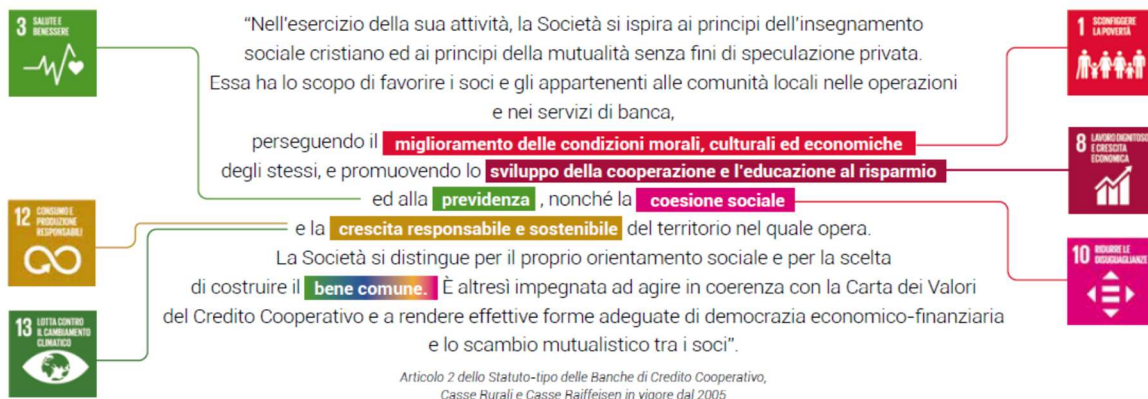 3 SALUTE E
BENESSERE
"Nell'esercizio della sua attività, la Società si ispira ai principi dell'insegnamento
sociale cristiano ed ai principi della mutualità senza fini di speculazione privata.
Essa ha lo scopo di favorire i soci e gli appartenenti alle comunità locali nelle operazioni
e nei servizi di banca,
perseguendo il miglioramento delle condizioni morali, culturali ed economiche
degli stessi, e promuovendo lo sviluppo della cooperazione e l'educazione al risparmio
ed alla previdenza , nonché la coesione sociale
e la crescita responsabile e sostenibile del territorio nel quale opera.
La Società si distingue per il proprio orientamento sociale e per la scelta
di costruire il bene comune. È altresì impegnata ad agire in coerenza con la Carta dei Valori
del Credito Cooperativo e a rendere effettive forme adeguate di democrazia economico-finanziaria
e lo scambio mutualistico tra i soci".
Articolo 2 dello Statuto-tipo delle Banche di Credito Cooperativo,
Casse Rurali e Casse Raiffeisen in vigore dal 2005
12 CONSUMO E
PRODUZIONE
RESPONSABILI
13 LOTTA CONTRO
IL CAMBIAMENTO
CLIMATICO
1 SCONFIGGERE
LA POVERTÀ
8 LAVORO DIGNITOSO
E CRESCITA
ECONOMICA
10 RIDURRE LE
DISUGUAGLIANZE